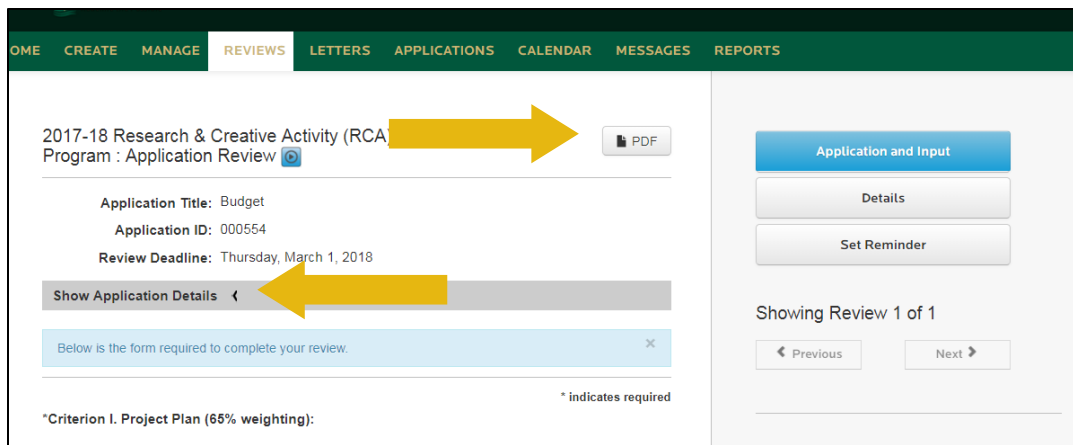 OME CREATE MANAGE REVIEWS LETTERS APPLICATIONS CALENDAR MESSAGES REPORTS
2017-18 Research & Creative Activity (RCA)
Program : Application Review
PDF
Application Title: Budget
Application ID: 000554
Review Deadline: Thursday, March 1, 2018
Show Application Details
Below is the form required to complete your review.
* indicates required
*Criterion I. Project Plan (65% weighting):
Application and Input
Details
Set Reminder
Showing Review 1 of 1
Previous Next